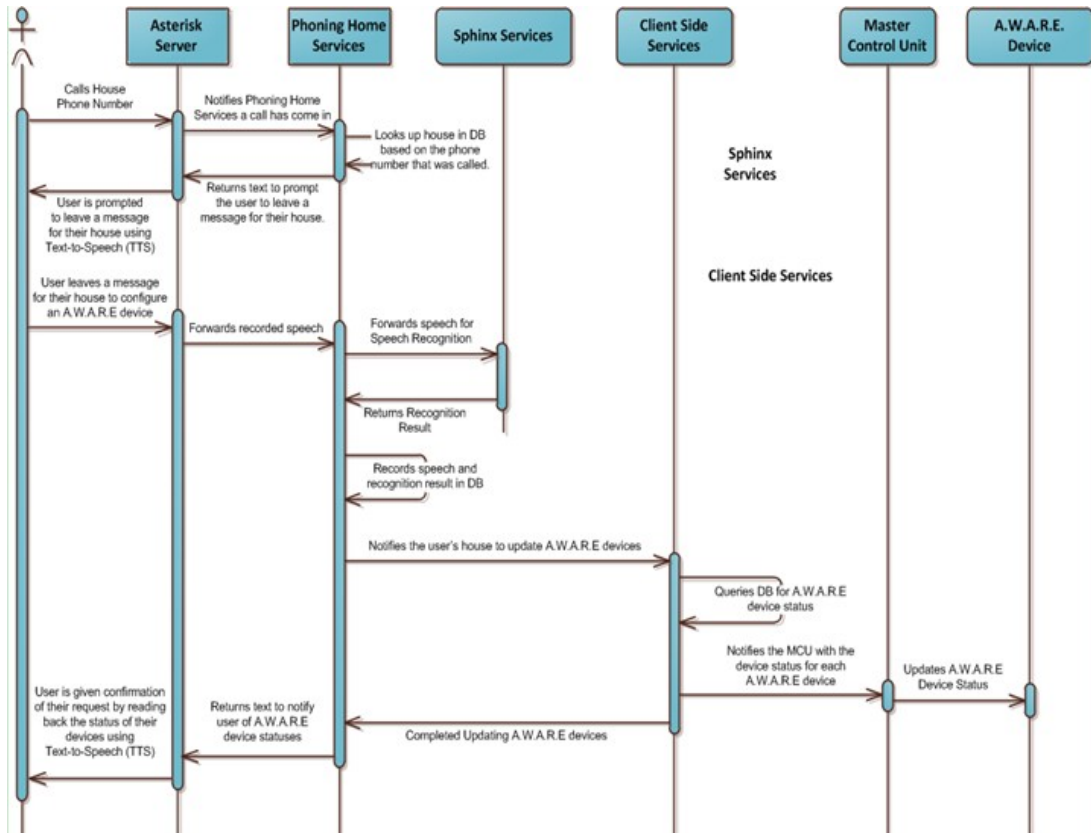 Asterisk
Server
Phoning Home
Services
Sphinx Services
Client Side
Services
Master
Control Unit
A.W.A.R.E.
Device
Calls House
Phone Number
Notifies Phoning Home
Services a call has come in
Looks up house in DB
based on the phone
number that was called.
Sphinx
Services
Returns text to prompt
the user to leave a
message for their house.
User is prompted
to leave a message
for their house using
Text-to-Speech (TTS)
Client Side Services
User leaves a message
for their house to configure
an A.W.A.R.E device
Forwards recorded speech
Forwards speech for
Speech Recognition
Returns Recognition
Result
Records speech and
recognition result in DB
Notifies the user's house to update A.W.A.R.E devices
Queries DB for A.W.A.R.E
device status
Notifies the MCU with the
device status for each
A.W.A.R.E device
Updates A.W.A.R.E
Device Status
User is given confirmation
of their request by reading
back the status of their
devices using
Text-to-Speech (TTS)
Returns text to notify
user of A.W.A.R.E
device statuses
Completed Updating A.W.A.R.E devices